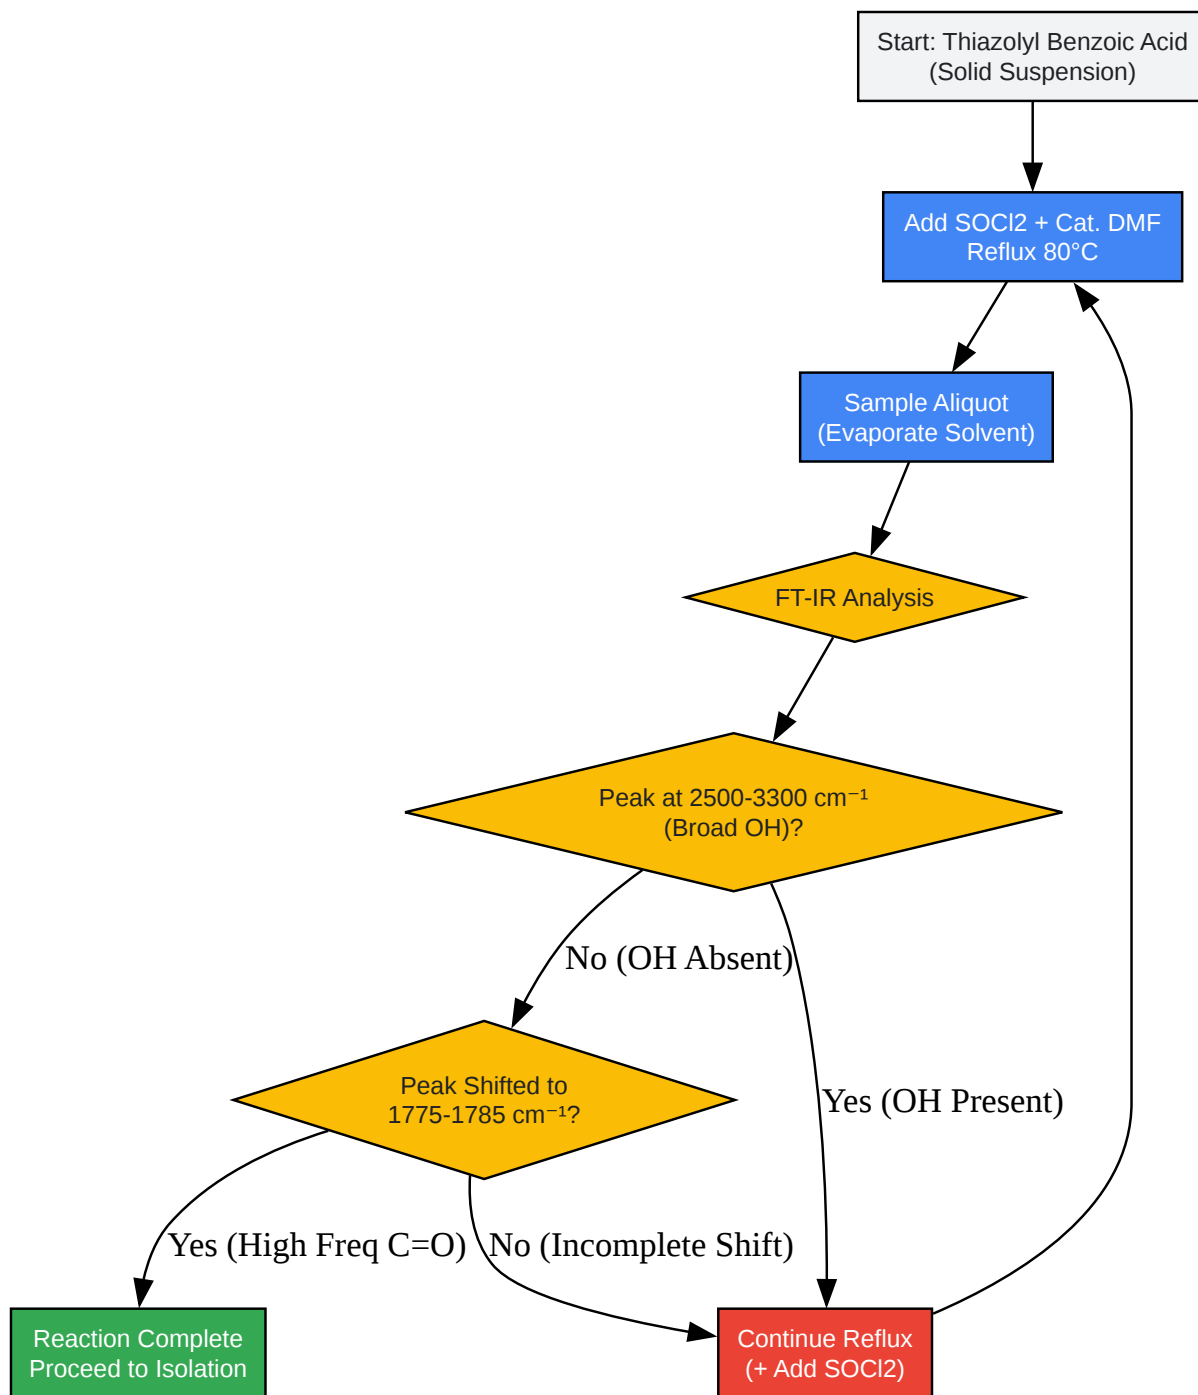 Start: Thiazolyl Benzoic Acid
(Solid Suspension)
Add SOCl2 + Cat. DMF
Reflux 80°C
Sample Aliquot
(Evaporate Solvent)
FT-IR Analysis
Peak at 2500-3300 cm⁻¹
(Broad OH)?
No (OH Absent)
Peak Shifted to
1775-1785 cm⁻¹?
Yes (OH Present)
Yes (High Freq C=O)
No (Incomplete Shift)
Reaction Complete
Proceed to Isolation
Continue Reflux
(+ Add SOCl2)